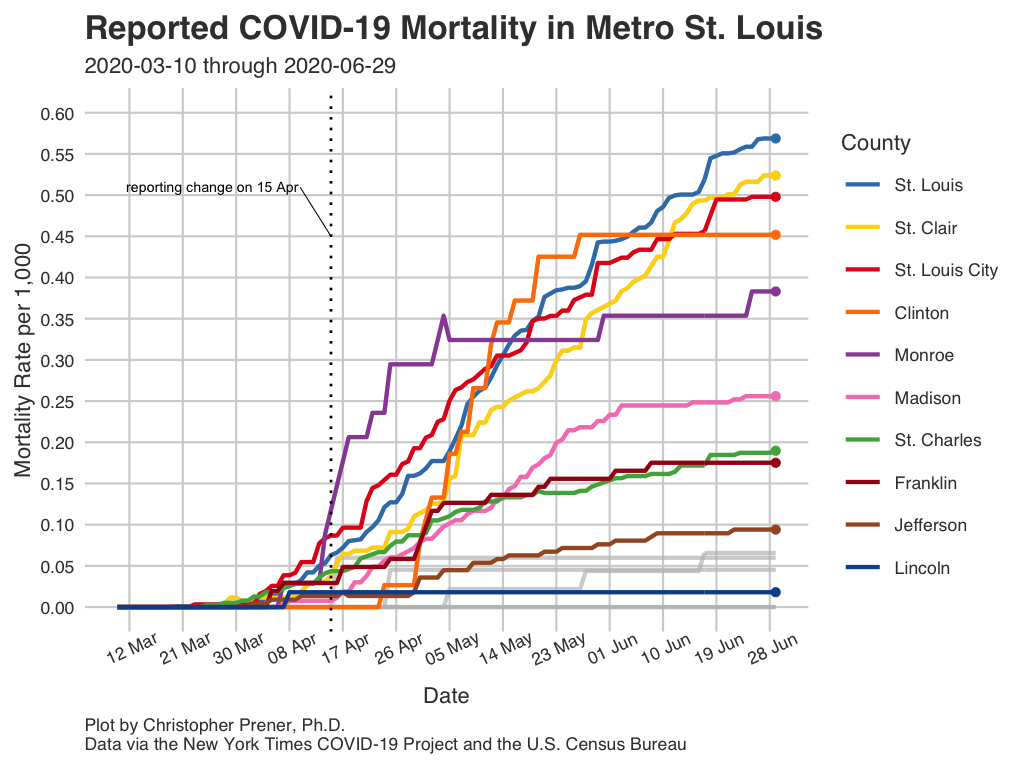 Reported COVID-19 Mortality in Metro St. Louis
2020-03-10 through 2020-06-29
Mortality Rate per 1,000
0.60
0.55
0.50
0.45
0.40
0.35
0.30
0.25
0.20
0.15
0.10
0.05
0.00
reporting change on 15 Apr
12 Mar
21 Mar
30 Mar
08 Apr
17 Apr
26 Apr
05 May
14 May
23 May
01 Jun
10 Jun
19 Jun
28 Jun
Date
County
St. Louis
St. Clair
St. Louis City
Clinton
Monroe
Madison
St. Charles
Franklin
Jefferson
Lincoln
Plot by Christopher Prener, Ph.D.
Data via the New York Times COVID-19 Project and the U.S. Census Bureau